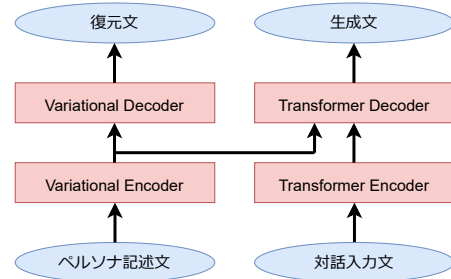 復元文
生成文
Variational Decoder
Transformer Decoder
Variational Encoder
Transformer Encoder
ペルソナ記述文
対話入力文